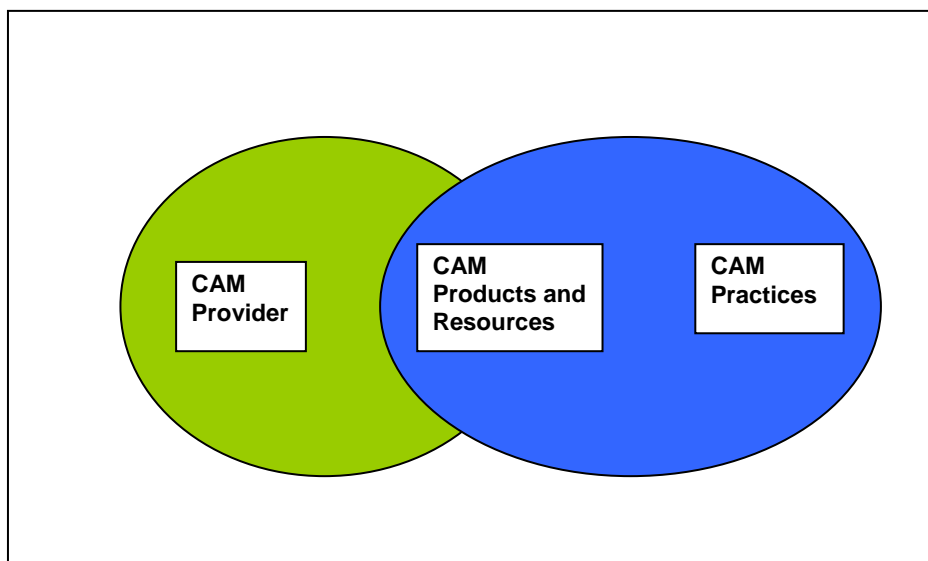 CAM
Provider
CAM
Products and
Resources
CAM
Practices